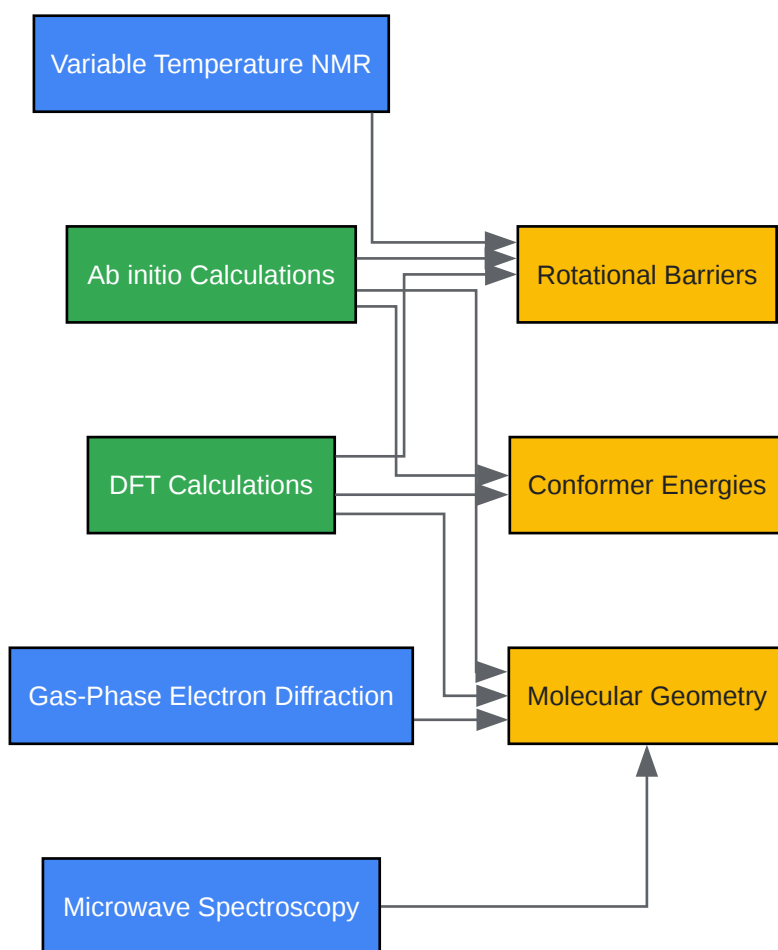 Variable Temperature NMR
Ab initio Calculations
Rotational Barriers
DFT Calculations
Conformer Energies
Gas-Phase Electron Diffraction
Molecular Geometry
Microwave Spectroscopy